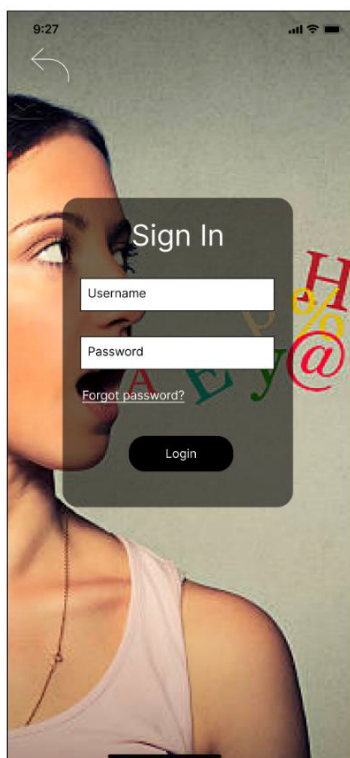 9:27
Sign In
H
%
P
Username
@
A
E
y
Password
Forgot password?
Login